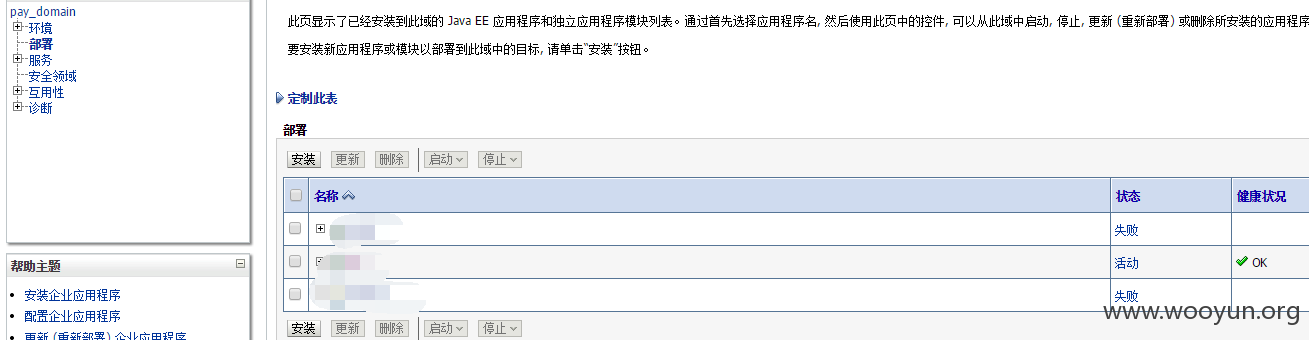 pay_domain
环境
部署
服务
安全领域
互用性
诊断
帮助主题
安装企业应用程序
配置企业应用程序
更新 (重新部署) 企业应用程序
此页显示了已经安装到此域的 Java EE 应用程序和独立应用程序模块列表。通过首先选择应用程序名, 然后使用此页中的控件, 可以从此域中启动, 停止, 更新 (重新部署) 或删除所安装的应用程序
要安装新应用程序或模块以部署到此域中的目标, 请单击“安装”按钮。
定制此表
部署
安装 更新 删除 启动 停止
名称 状态 健康状况
失败
活动 OK
失败
安装 更新 删除 启动 停止
www.wooyun.org